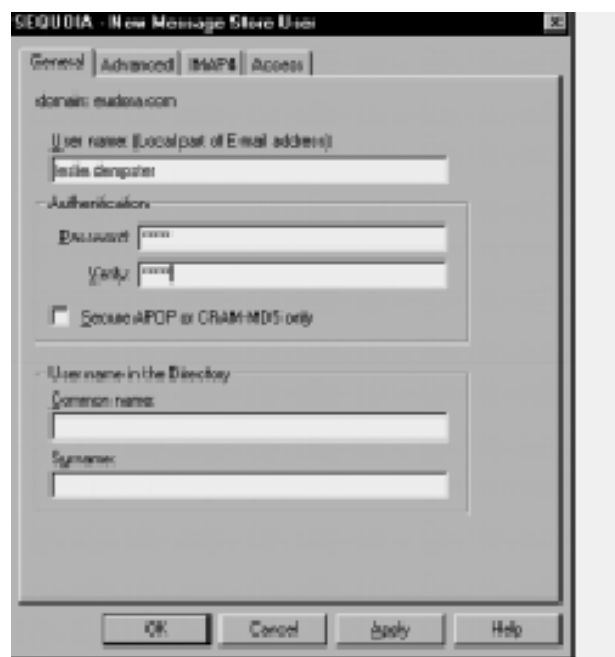 SEQUOIA - New Message Store User
General Advanced IMAP4 Access
domain: eudora.com
User name: (Local part of E-mail address)
leslie.dempster
Authentication
Password: *****
Verify: *****
Secure APOP or CRAM-MD5 only
User name in the Directory
Common name:
Surname:
OK Cancel Apply Help